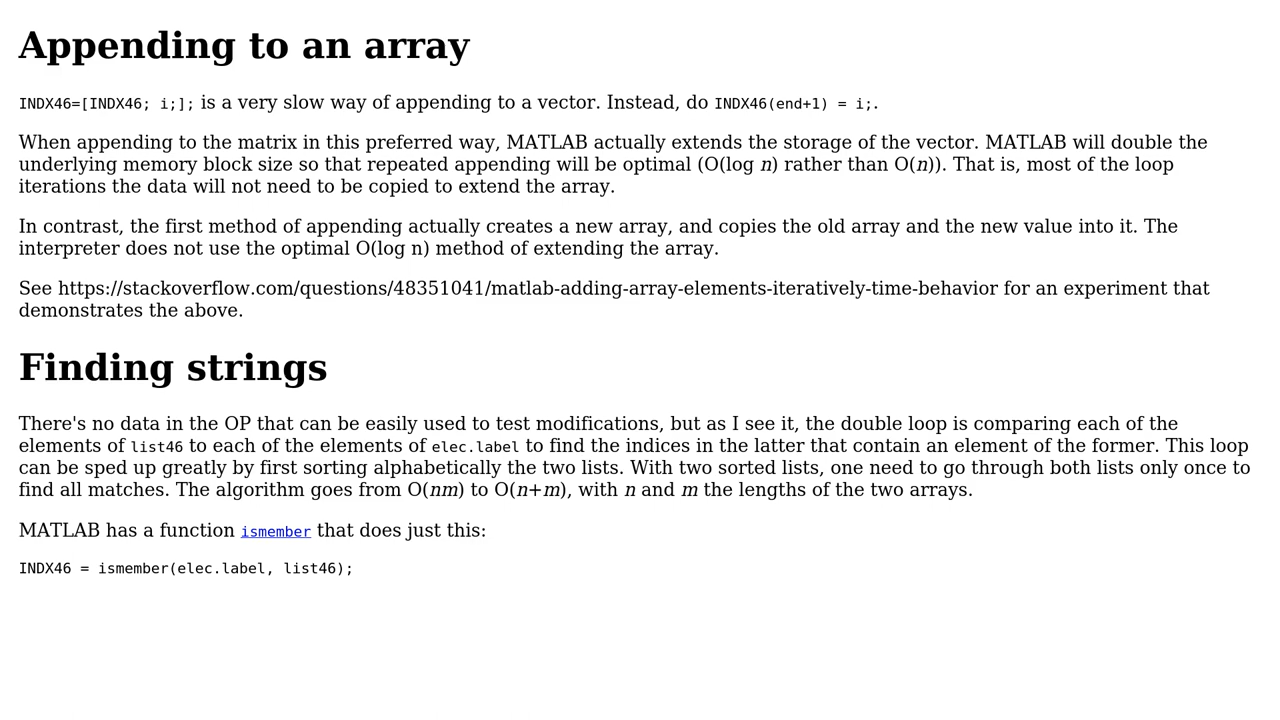 Appending to an array
INDX46=[INDX46; i;]; is a very slow way of appending to a vector. Instead, do INDX46(end+1) = i;.
When appending to the matrix in this preferred way, MATLAB actually extends the storage of the vector. MATLAB will double the
underlying memory block size so that repeated appending will be optimal (O(log n) rather than O(n)). That is, most of the loop
iterations the data will not need to be copied to extend the array.
In contrast, the first method of appending actually creates a new array, and copies the old array and the new value into it. The
interpreter does not use the optimal O(log n) method of extending the array.
See https://stackoverflow.com/questions/48351041/matlab-adding-array-elements-iteratively-time-behavior for an experiment that
demonstrates the above.
Finding strings
There's no data in the OP that can be easily used to test modifications, but as I see it, the double loop is comparing each of the
elements of list46 to each of the elements of elec.label to find the indices in the latter that contain an element of the former. This loop
can be sped up greatly by first sorting alphabetically the two lists. With two sorted lists, one need to go through both lists only once to
find all matches. The algorithm goes from O(nm) to O(n+m), with n and m the lengths of the two arrays.
MATLAB has a function ismember that does just this:
INDX46 = ismember(elec.label, list46);